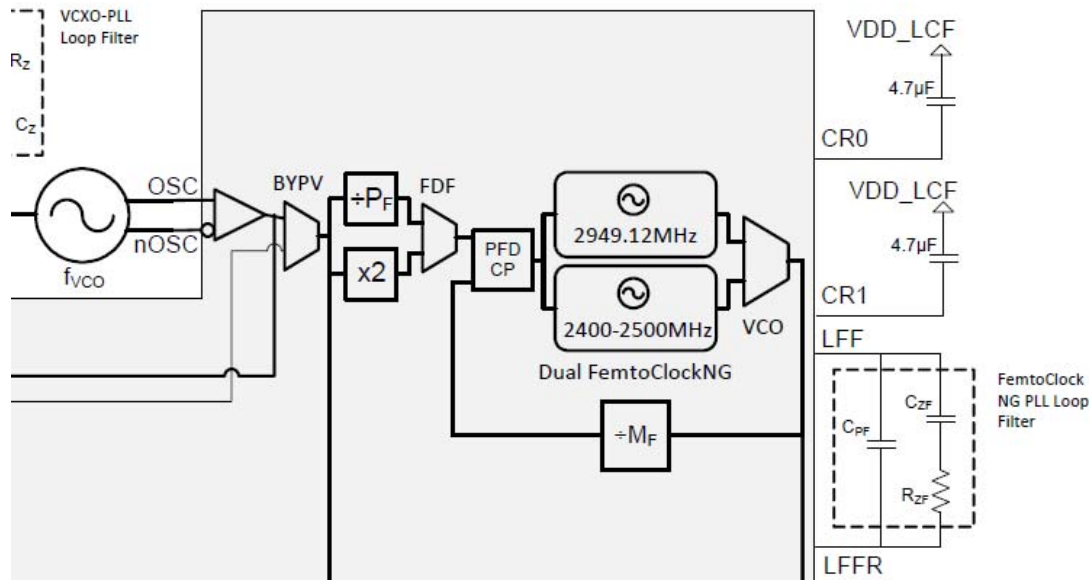 VCXO-PLL
Loop Filter
RZ
CZ
VDD_LCF
4.7µF
CR0
OSC
nOSC
fVCO
BYPV
÷PF
x2
FDF
PFD
CP
2949.12MHz
2400-2500MHz
Dual FemtoClockNG
VCO
÷MF
VDD_LCF
4.7µF
CR1
LFF
CPF
CZF
RZF
FemtoClock
NG PLL Loop
Filter
LFFR